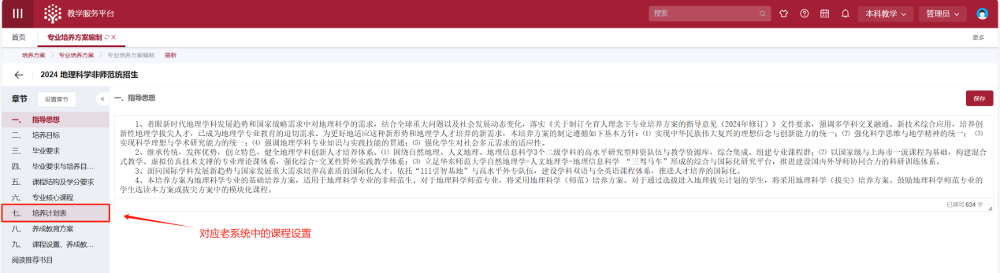 教学服务平台
搜索
本科教学
管理员
首页
专业培养方案编制
更多
培养方案 > 专业培养方案 > 专业培养方案编制 刷新
2024 地理科学非师范统招生
章节
设置章节
一、指导思想
保存
一、 指导思想
二、 培养目标
三、 毕业要求
四、 毕业要求与培养目...
五、 课程结构及学分要求
六、 专业核心课程
七、 培养计划表
八、 养成教育方案
九、 课程设置、养成教...
阅读推荐书目
1、着眼新时代地理学科发展趋势和国家战略需求中对地理科学的需求，结合全球重大问题以及社会发展动态变化，落实《关于制订全育人理念下专业培养方案的指导意见（2024年修订）》文件要求，强调多学科交叉融通、新技术综合应用，培养创
新性地理学拔尖人才，已成为地理学专业教育的迫切需求。为更好地适应这种新形势和地理学人才培养的新需求，本培养方案的制定遵循如下基本方针：⑴ 实现中华民族伟大复兴的理想信念与创新能力的统一；⑵ 强化科学思维与地学精神的统一； ⑶
实现科学理想与学术研究能力的统一；⑷ 强调地理学科专业知识与实践技能的贯通；⑸ 强化学生对社会多元需求的适应性。
2、继承传统，发挥优势，创立特色，健全地理学科创新人才培养体系。⑴ 围绕自然地理、人文地理、地理信息科学3个二级学科的高水平研究型师资队伍与教学资源库，综合集成、组建专业课程群；⑵ 以国家级与上海市一流课程为基础，构建混合
式教学、虚拟仿真技术支撑的专业理论课体系，强化综合-交叉性野外实践教学体系；⑶ 立足华东师范大学自然地理学-人文地理学-地理信息科学 “三驾马车”形成的综合与国际化研究平台，推进建设国内外导师协同合力的科研训练体系。
3、面向国际学科发展新趋势与国家发展重大需求培养高素质的国际化人才。依托“111引智基地”与高水平外专队伍，建设学科双语与全英语课程体系，推进人才培养的国际化。
4、本培养方案为地理科学专业的基础培养方案，适用于地理科学专业的非师范生。对于地理科学师范专业，将采用地理科学（师范）培养方案。对于通过选拔进入地理拔尖计划的学生，将采用地理科学（拔尖）培养方案。鼓励地理科学师范专业的
学生选读本方案或拔尖方案中的模块化课程。
已填写 634 字
对应老系统中的课程设置